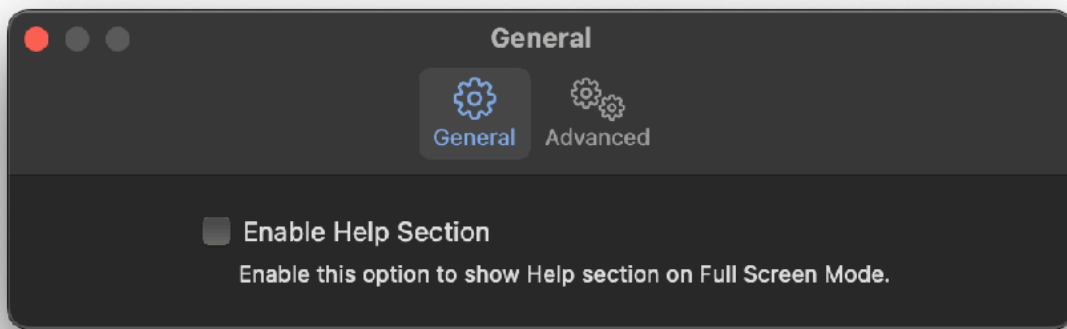 General
General
Advanced
Enable Help Section
Enable this option to show Help section on Full Screen Mode.